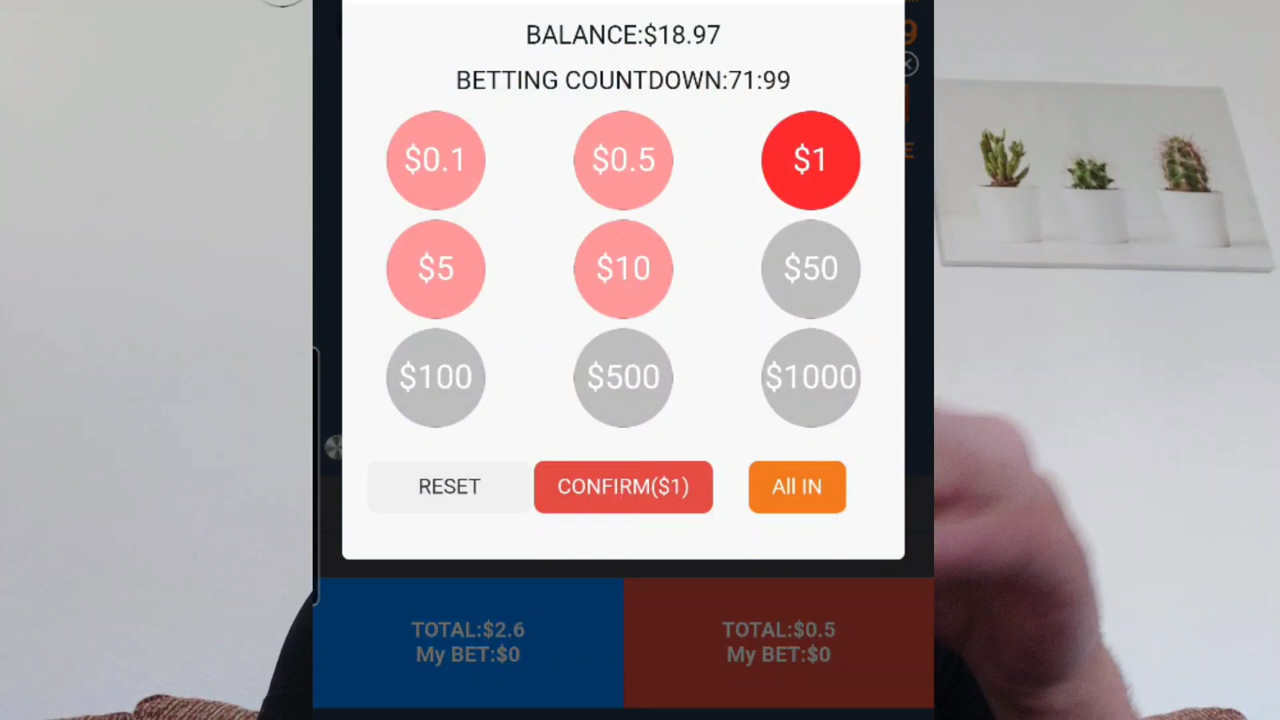 BALANCE:$18.97
BETTING COUNTDOWN:71:99
$0.1 $0.5 $1
$5 $10 $50
$100 $500 $1000
RESET CONFIRM($1) All IN
TOTAL:$2.6 TOTAL:$0.5
My BET:$0 My BET:$0